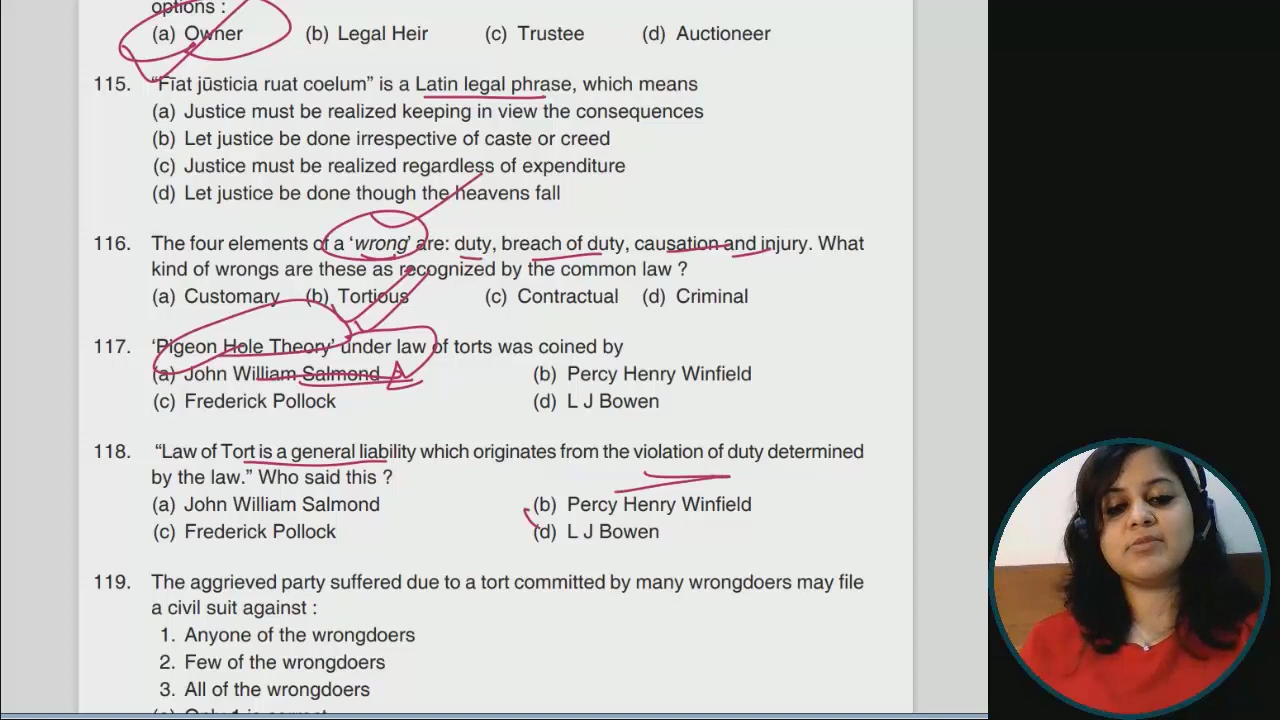 options :
(a) Owner (b) Legal Heir (c) Trustee (d) Auctioneer
115. “Fīat jūsticia ruat coelum” is a Latin legal phrase, which means
(a) Justice must be realized keeping in view the consequences
(b) Let justice be done irrespective of caste or creed
(c) Justice must be realized regardless of expenditure
(d) Let justice be done though the heavens fall
116. The four elements of a ‘wrong’ are: duty, breach of duty, causation and injury. What
kind of wrongs are these as recognized by the common law ?
(a) Customary (b) Tortious (c) Contractual (d) Criminal
117. ‘Pigeon Hole Theory’ under law of torts was coined by
(a) John William Salmond (b) Percy Henry Winfield
(c) Frederick Pollock (d) L J Bowen
118. “Law of Tort is a general liability which originates from the violation of duty determined
by the law.” Who said this ?
(a) John William Salmond (b) Percy Henry Winfield
(c) Frederick Pollock (d) L J Bowen
119. The aggrieved party suffered due to a tort committed by many wrongdoers may file
a civil suit against :
1. Anyone of the wrongdoers
2. Few of the wrongdoers
3. All of the wrongdoers
(a) Only 1 is correct